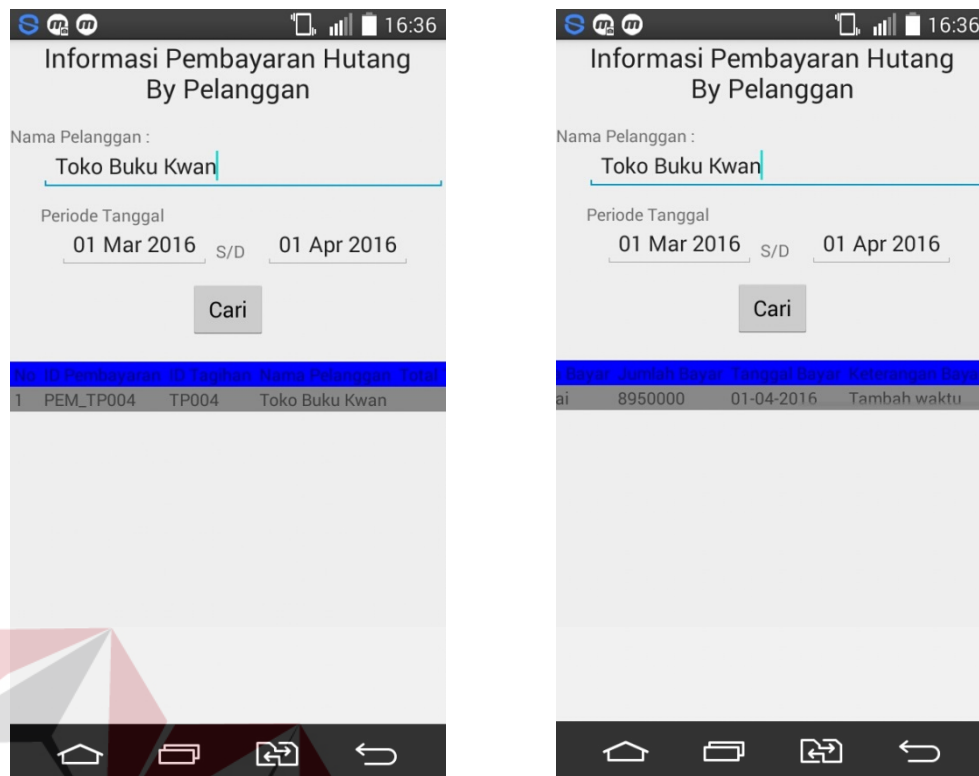 16:36
Informasi Pembayaran Hutang
By Pelanggan
Nama Pelanggan :
Toko Buku Kwan
Periode Tanggal
01 Mar 2016 S/D 01 Apr 2016
Cari
No ID Pembayaran ID Tagihan Nama Pelanggan Total
1 PEM_TP004 TP004 Toko Buku Kwan
16:36
Informasi Pembayaran Hutang
By Pelanggan
Nama Pelanggan :
Toko Buku Kwan
Periode Tanggal
01 Mar 2016 S/D 01 Apr 2016
Cari
Bayar Jumlah Bayar Tanggal Bayar Keterangan Baya
ai 8950000 01-04-2016 Tambah waktu